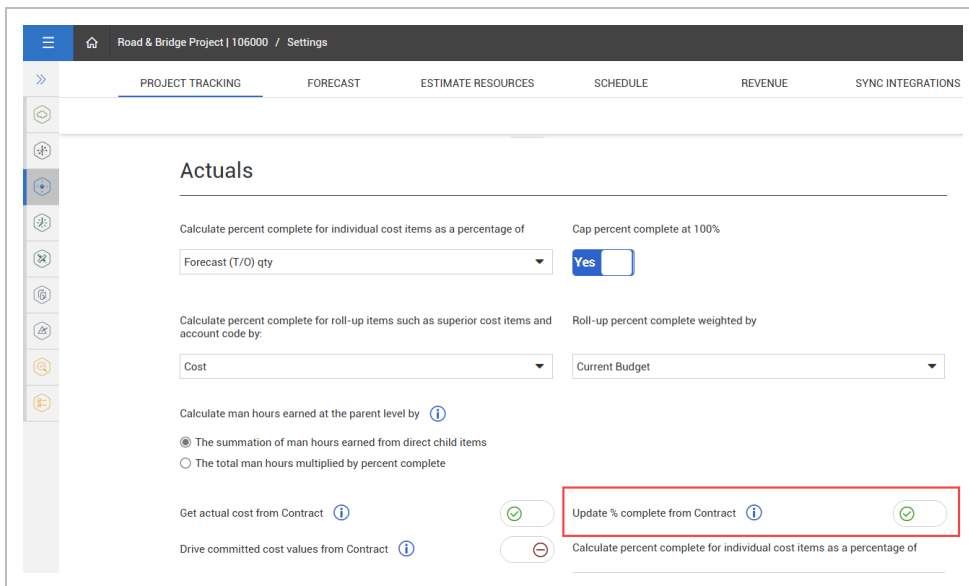 Road & Bridge Project | 106000 / Settings
PROJECT TRACKING FORECAST ESTIMATE RESOURCES SCHEDULE REVENUE SYNC INTEGRATIONS
Actuals
Calculate percent complete for individual cost items as a percentage of
Cap percent complete at 100%
Forecast (T/O) qty
Yes
Calculate percent complete for roll-up items such as superior cost items and
account code by:
Roll-up percent complete weighted by
Cost
Current Budget
Calculate man hours earned at the parent level by
The summation of man hours earned from direct child items
The total man hours multiplied by percent complete
Get actual cost from Contract
Update % complete from Contract
Drive committed cost values from Contract
Calculate percent complete for individual cost items as a percentage of